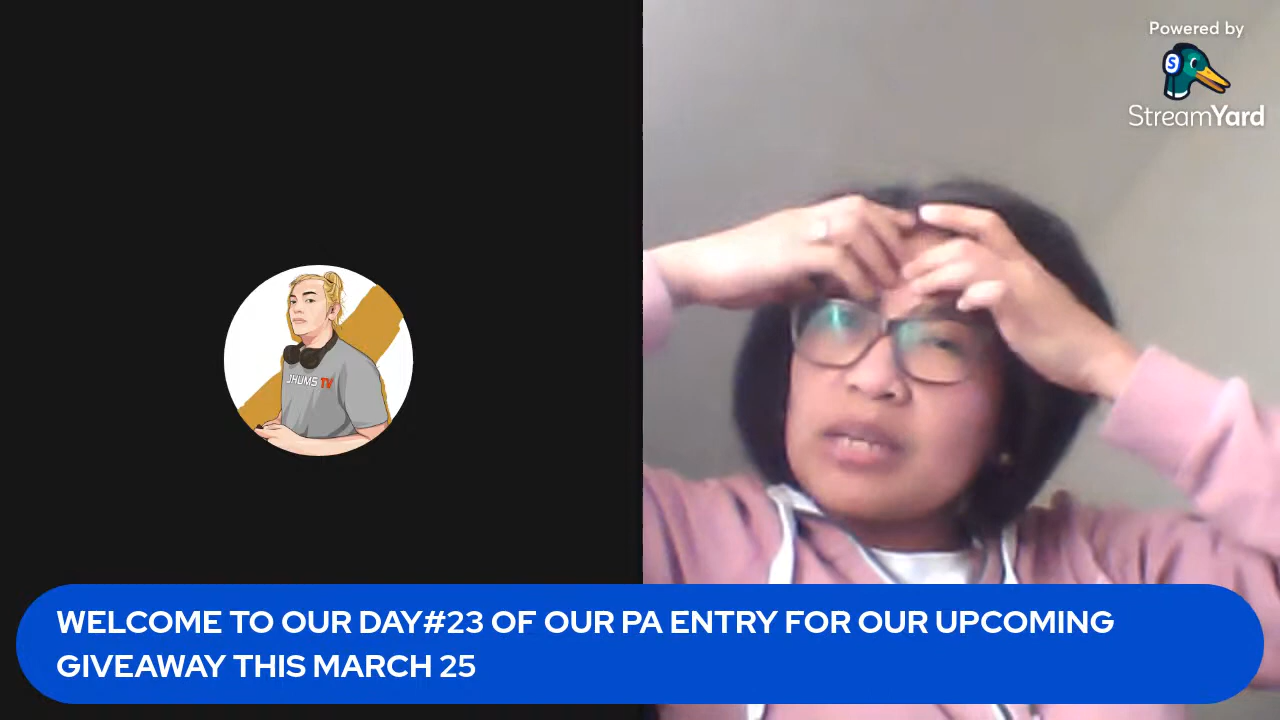 Powered by
S
StreamYard
JHUMS TV
WELCOME TO OUR DAY#23 OF OUR PA ENTRY FOR OUR UPCOMING
GIVEAWAY THIS MARCH 25